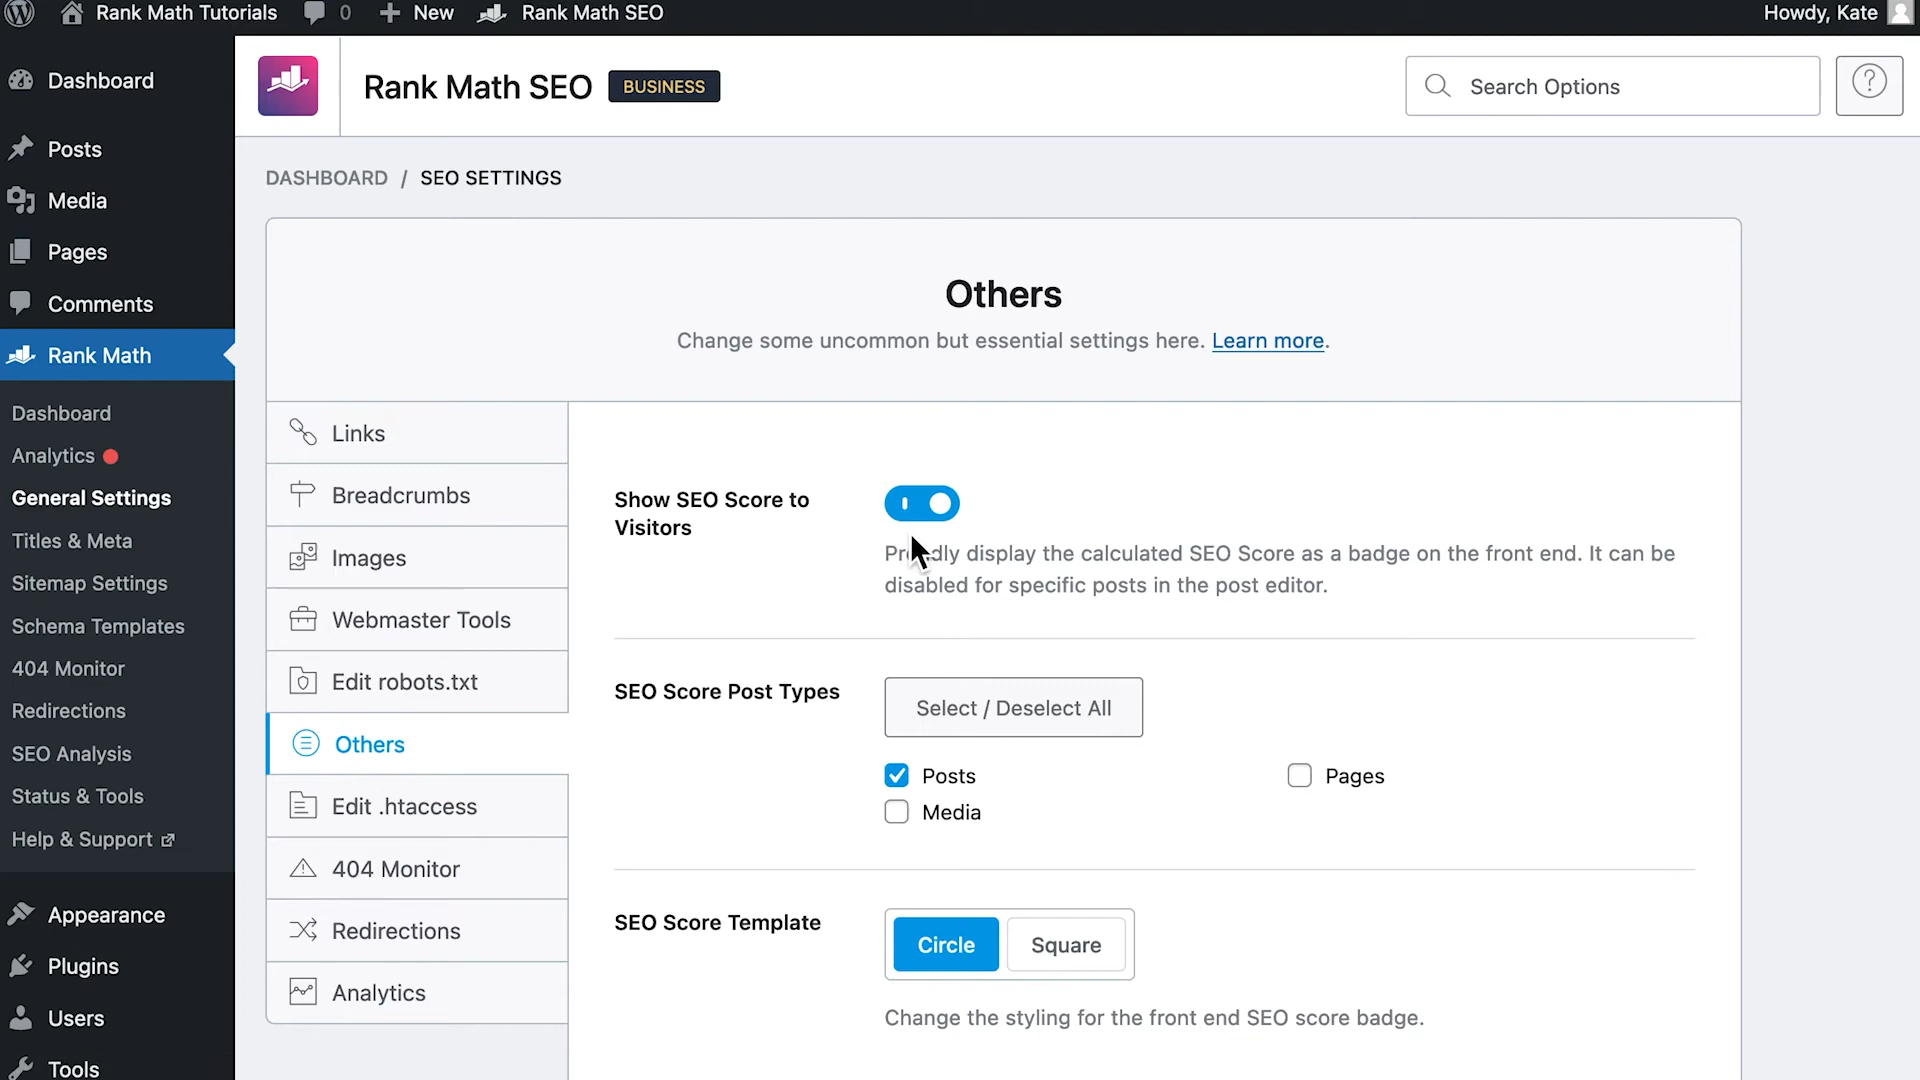 Rank Math Tutorials 0 New Rank Math SEO Howdy, Kate
Dashboard
Posts
Media
Pages
Comments
Rank Math
Dashboard
Analytics
General Settings
Titles & Meta
Sitemap Settings
Schema Templates
404 Monitor
Redirections
SEO Analysis
Status & Tools
Help & Support
Appearance
Plugins
Users
Tools
Rank Math SEO BUSINESS
Search Options
?
DASHBOARD / SEO SETTINGS
Others
Change some uncommon but essential settings here. Learn more.
Links
Breadcrumbs
Images
Webmaster Tools
Edit robots.txt
Others
Edit .htaccess
404 Monitor
Redirections
Analytics
Show SEO Score to
Visitors
Proudly display the calculated SEO Score as a badge on the front end. It can be
disabled for specific posts in the post editor.
SEO Score Post Types
Select / Deselect All
Posts
Pages
Media
SEO Score Template
Circle
Square
Change the styling for the front end SEO score badge.